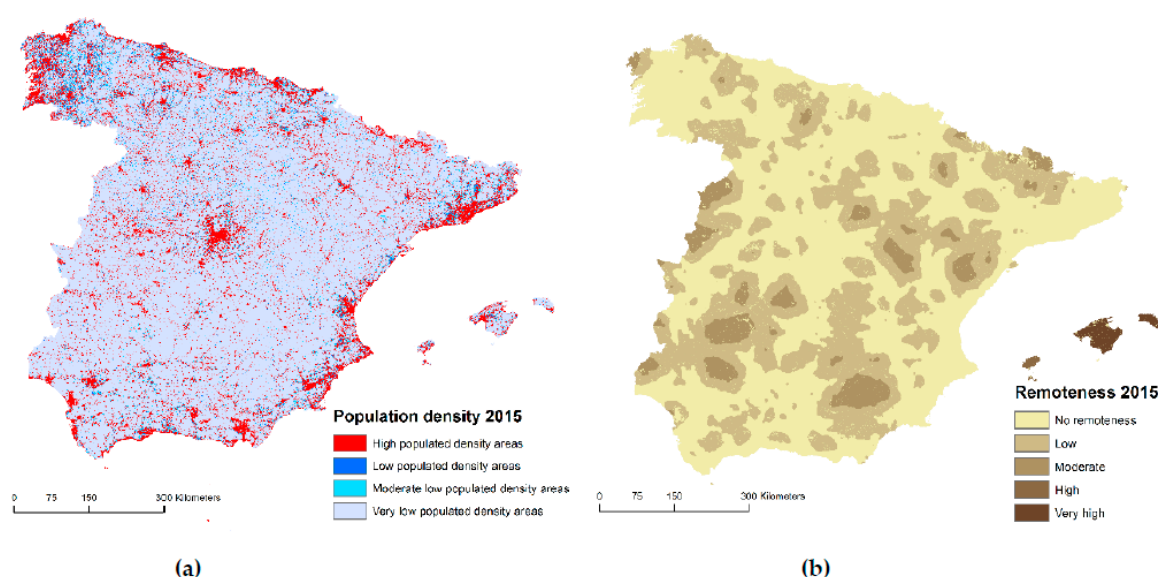 Population density 2015
High populated density areas
Low populated density areas
Moderate low populated density areas
Very low populated density areas
0 75 150 300 Kilometers
(a)
Remoteness 2015
No remoteness
Low
Moderate
High
Very high
0 75 150 300 Kilometers
(b)